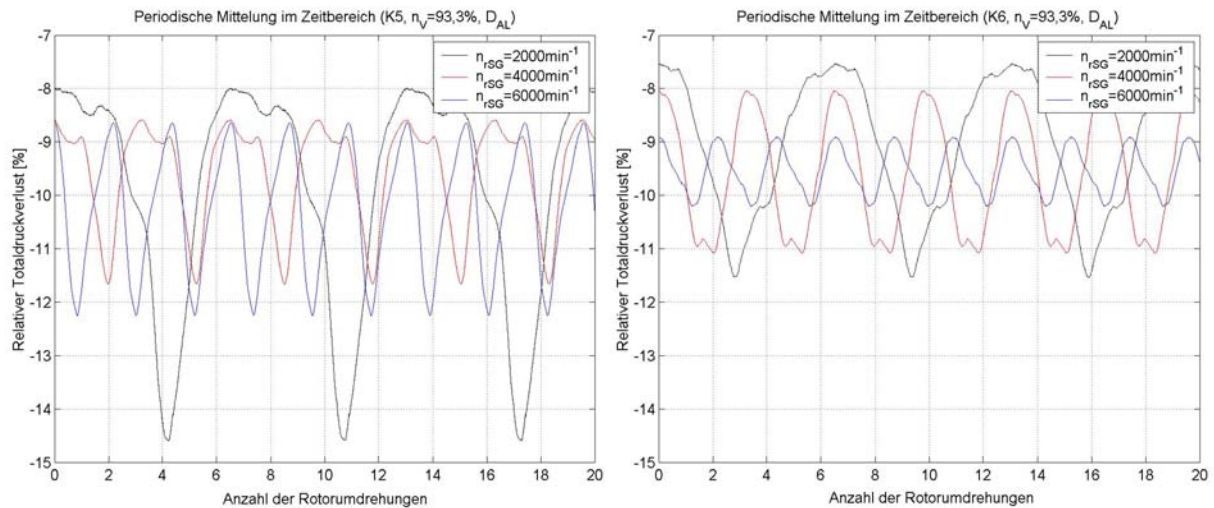 Periodische Mittelung im Zeitbereich (K5, n_V=93,3%, D_AL)
-7
-8
-9
-10
-11
-12
-13
-14
-15
Relativer Totaldruckverlust [%]
n_rSG=2000min^-1
n_rSG=4000min^-1
n_rSG=6000min^-1
0 2 4 6 8 10 12 14 16 18 20
Anzahl der Rotorumdrehungen
Periodische Mittelung im Zeitbereich (K6, n_V=93,3%, D_AL)
-7
-8
-9
-10
-11
-12
-13
-14
-15
Relativer Totaldruckverlust [%]
n_rSG=2000min^-1
n_rSG=4000min^-1
n_rSG=6000min^-1
0 2 4 6 8 10 12 14 16 18 20
Anzahl der Rotorumdrehungen